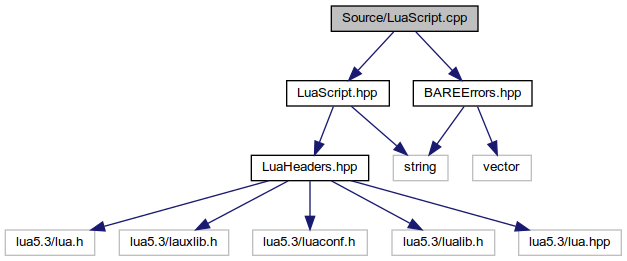 Source/LuaScript.cpp
LuaScript.hpp
BAREErrors.hpp
LuaHeaders.hpp
string
vector
lua5.3/lua.h
lua5.3/lauxlib.h
lua5.3/luaconf.h
lua5.3/lualib.h
lua5.3/lua.hpp